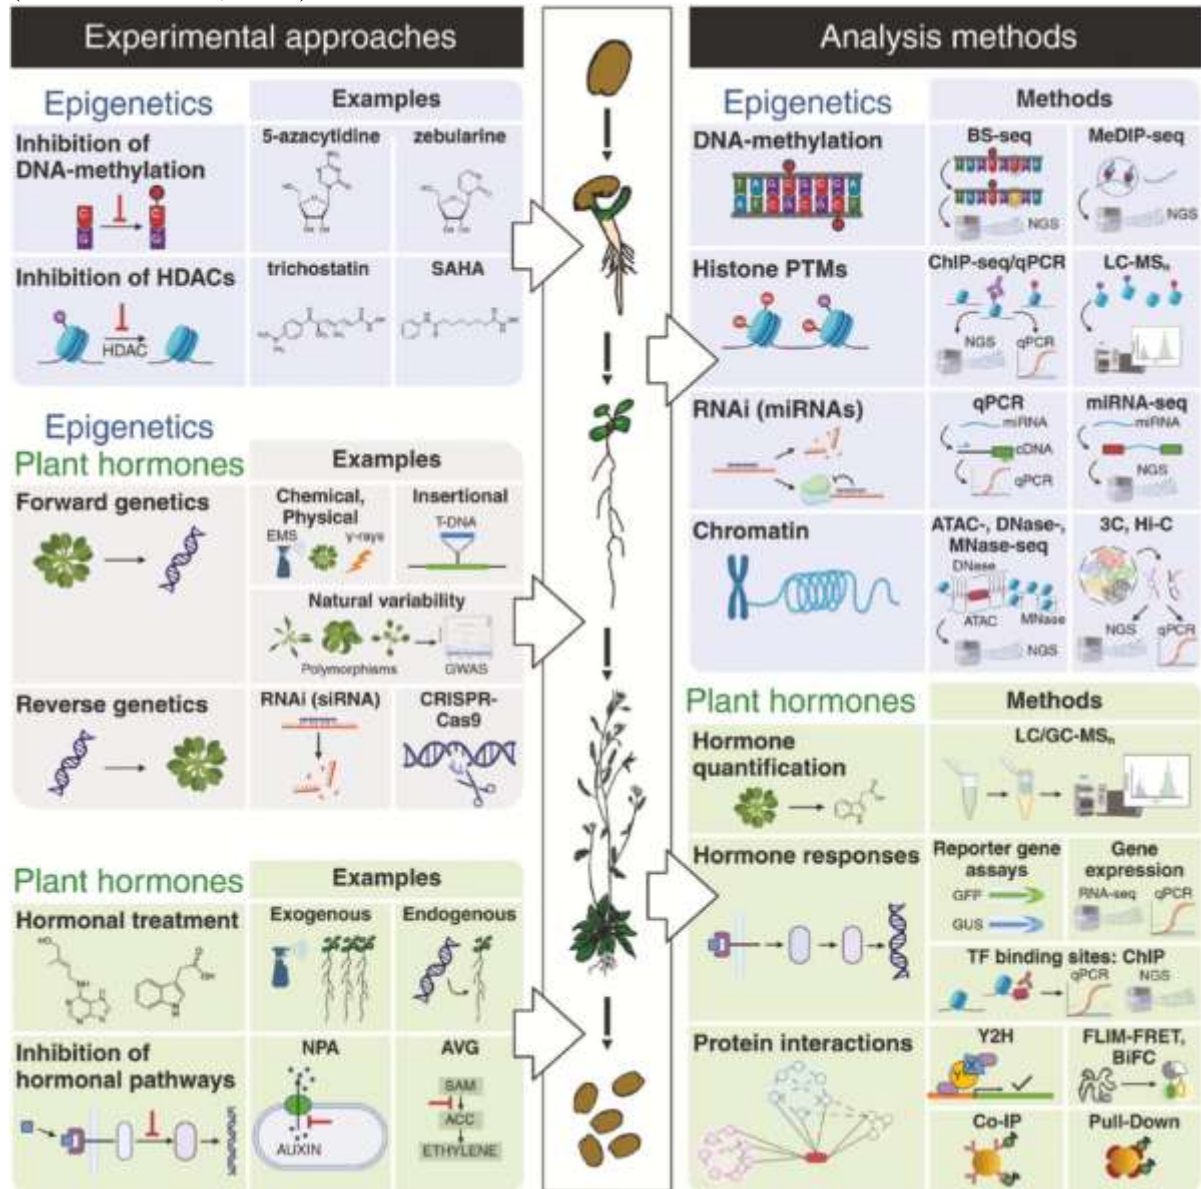 Experimental approaches
Epigenetics
Examples
Inhibition of
DNA-methylation
5-azacytidine
zebularine
Inhibition of HDACs
HDAC
trichostatin
SAHA
Epigenetics
Plant hormones
Examples
Forward genetics
Chemical,
Physical
EMS
γ-rays
Insertional
T-DNA
Natural variability
Polymorphisms
GWAS
Reverse genetics
RNAi (siRNA)
CRISPR-
Cas9
Plant hormones
Examples
Hormonal treatment
Exogenous
Endogenous
Inhibition of
hormonal pathways
NPA
AUXIN
AVG
SAM
ACC
ETHYLENE
Analysis methods
Epigenetics
Methods
DNA-methylation
BS-seq
NGS
MeDIP-seq
NGS
Histone PTMs
ChIP-seq/qPCR
NGS
qPCR
LC-MSn
RNAi (miRNAs)
qPCR
miRNA
cDNA
qPCR
miRNA-seq
miRNA
NGS
Chromatin
ATAC-, DNase-,
MNase-seq
DNase
ATAC
MNase
NGS
3C, Hi-C
NGS
qPCR
Plant hormones
Methods
Hormone
quantification
LC/GC-MSn
Hormone responses
Reporter gene
assays
GFP
GUS
Gene
expression
RNA-seq
qPCR
TF binding sites: ChIP
qPCR
NGS
Protein interactions
Y2H
FLIM-FRET,
BiFC
Co-IP
Pull-Down